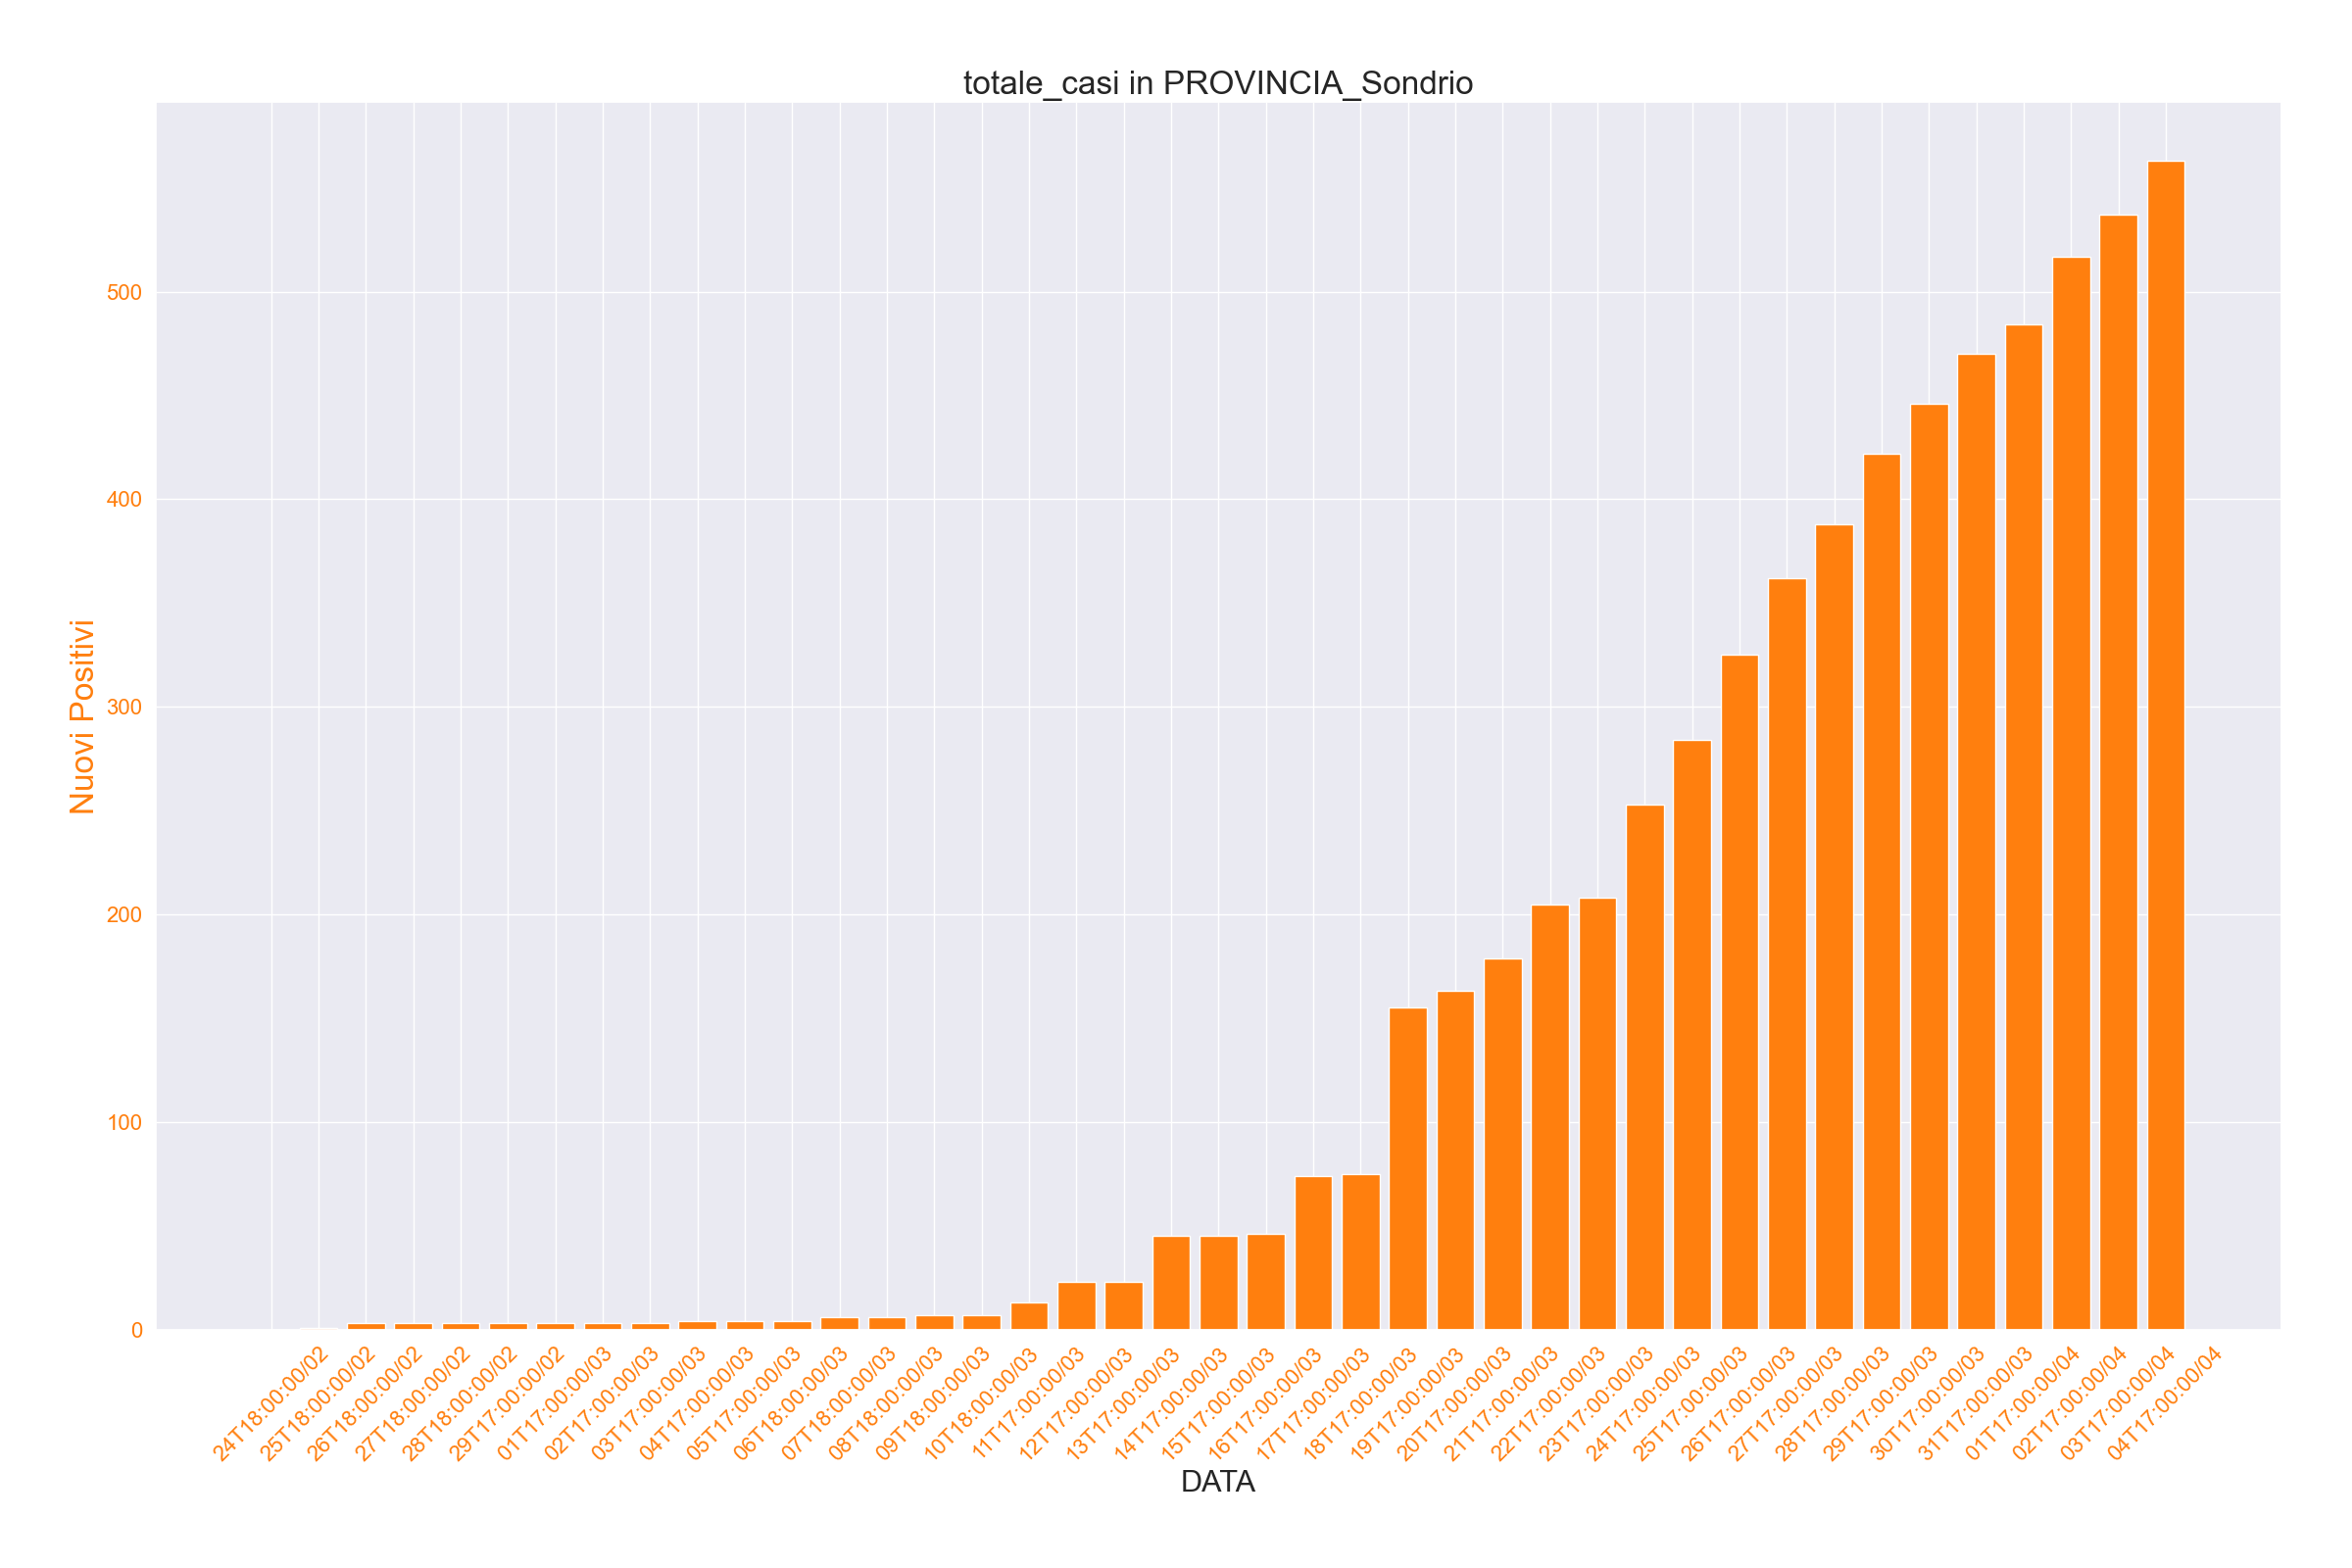 totale_casi in PROVINCIA_Sondrio
Nuovi Positivi
500
400
300
200
100
0
24T18:00:00/02
25T18:00:00/02
26T18:00:00/02
27T18:00:00/02
28T18:00:00/02
29T17:00:00/02
01T17:00:00/03
02T17:00:00/03
03T17:00:00/03
04T17:00:00/03
05T17:00:00/03
06T18:00:00/03
07T18:00:00/03
08T18:00:00/03
09T18:00:00/03
10T18:00:00/03
11T17:00:00/03
12T17:00:00/03
13T17:00:00/03
14T17:00:00/03
15T17:00:00/03
16T17:00:00/03
17T17:00:00/03
18T17:00:00/03
19T17:00:00/03
20T17:00:00/03
21T17:00:00/03
22T17:00:00/03
23T17:00:00/03
24T17:00:00/03
25T17:00:00/03
26T17:00:00/03
27T17:00:00/03
28T17:00:00/03
29T17:00:00/03
30T17:00:00/03
31T17:00:00/03
01T17:00:00/04
02T17:00:00/04
03T17:00:00/04
04T17:00:00/04
DATA